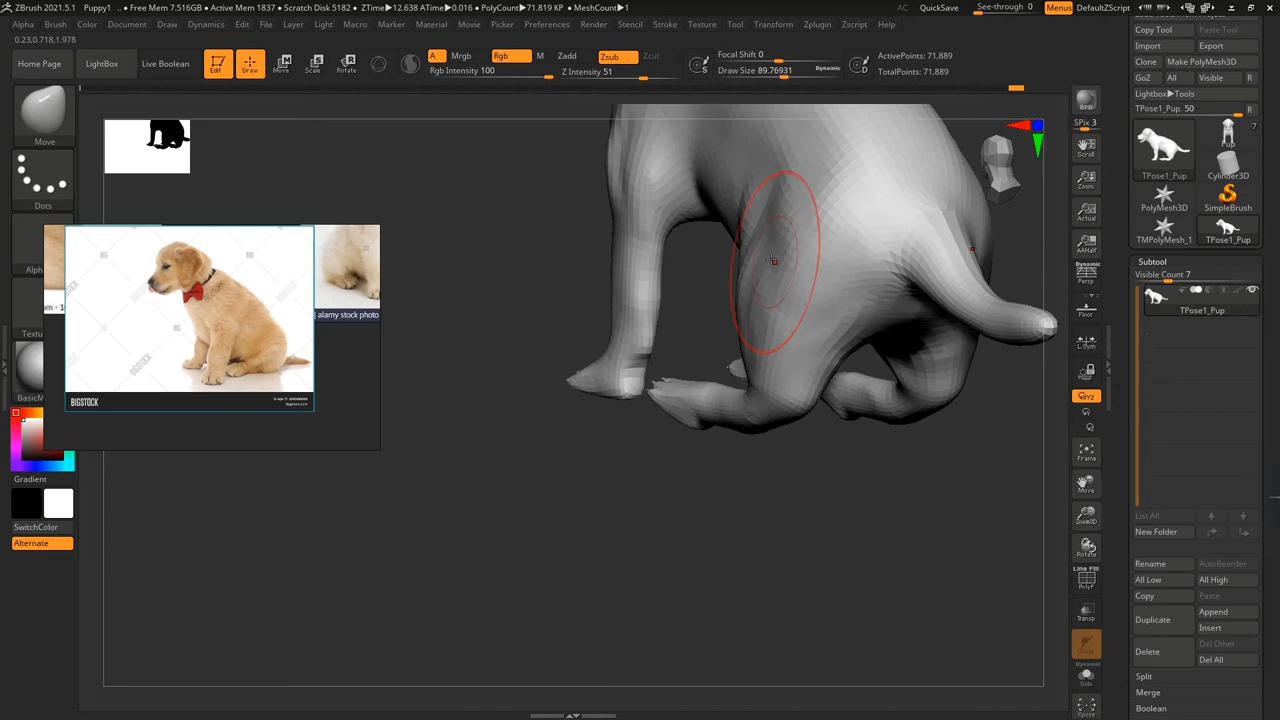 ZBrush 2021.5.1 Puppy1 .. • Free Mem 7.516GB • Active Mem 1837 • Scratch Disk 5182 • ZTime▶12.638 ATime▶0.016 • PolyCount▶71.819 KP • MeshCount▶1 AC QuickSave See-through 0 Menus DefaultZScript
Alpha Brush Color Document Draw Dynamics Edit File Layer Light Macro Marker Material Movie Picker Preferences Render Stencil Stroke Texture Tool Transform Zplugin Zscript Help
0.23,0.718,1.978
Home Page LightBox Live Boolean Edit Draw Move Scale Rotate A Mrgb Rgb M Zadd Zsub Zcut Focal Shift 0 ActivePoints: 71,889
Rgb Intensity 100 Z Intensity 51 Draw Size 89.76931 Dynamic TotalPoints: 71,889
S D
Move
Dots
Alph
Textu
BasicM
Gradient
SwitchColor
Alternate
BIGSTOCK
Bigstock.com
alamy stock photo
BPR
SPix 3
Scroll
Zoom
Actual
AAHalf
Dynamic
Persp
Floor
L.Sym
XYZ
Frame
Move
Zoom3D
Rotate
Line Fill
PolyF
Transp
Dynamic
Solo
Xpose
Copy Tool Paste Tool
Import Export
Clone Make PolyMesh3D
GoZ All Visible R
Lightbox▶Tools
TPose1_Pup. 50 R
7
Pup
TPose1_Pup Cylinder3D
PolyMesh3D SimpleBrush
TMPolyMesh_1 TPose1_Pup
Subtool
Visible Count 7
TPose1_Pup
List All
New Folder
Rename AutoReorder
All Low All High
Copy Paste
Duplicate Append
Insert
Delete Del Other
Del All
Split
Merge
Boolean